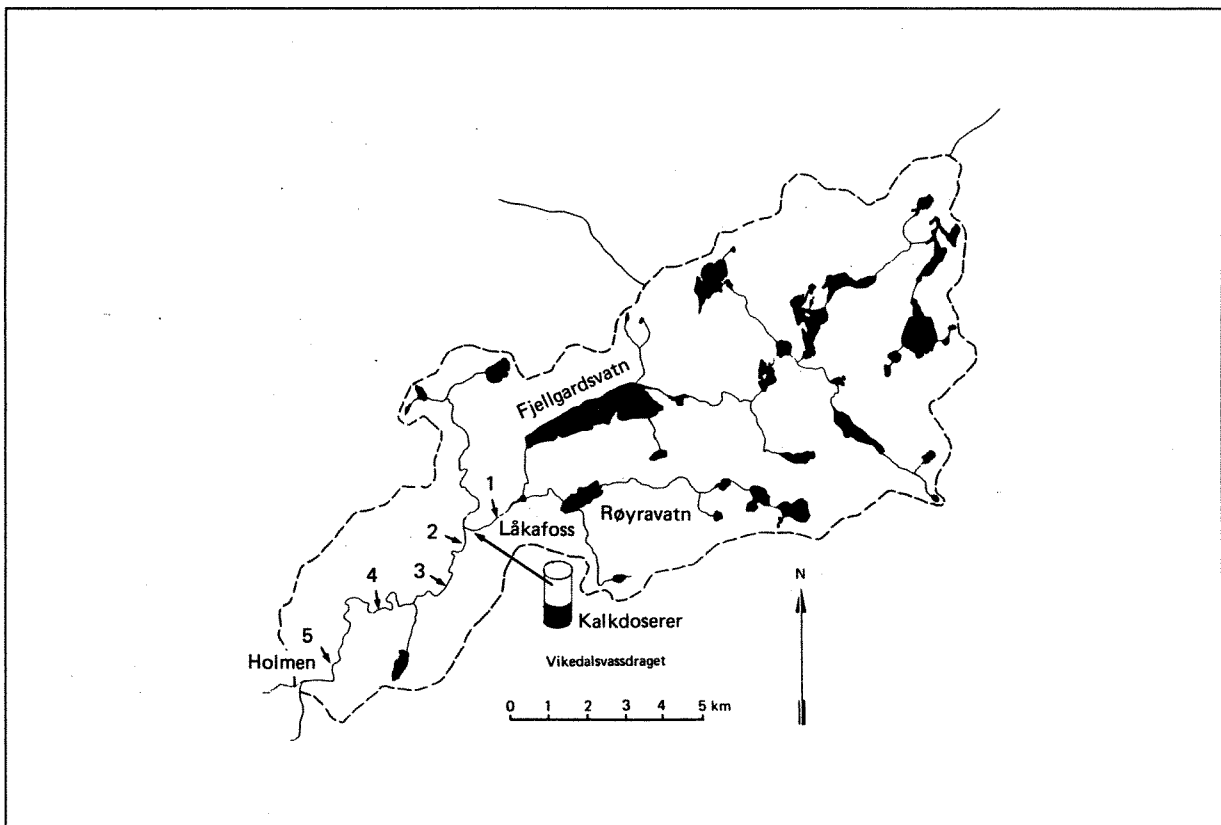 N
Fjellgardsvatn
1
Låkafoss
Røyravatn
2
3
4
Kalkdoserer
5
Holmen
Vikedalsvassdraget
0 1 2 3 4 5 km